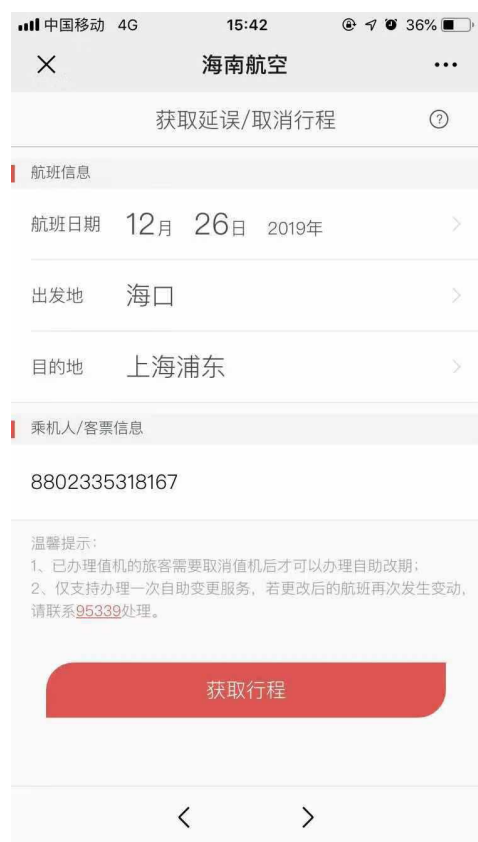 中国移动 4G 15:42 36%
海南航空
获取延误/取消行程 ?
航班信息
航班日期 12月 26日 2019年
出发地 海口
目的地 上海浦东
乘机人/客票信息
8802335318167
温馨提示:
1、已办理值机的旅客需要取消值机后才可以办理自助改期;
2、仅支持办理一次自助变更服务，若更改后的航班再次发生变动,
请联系95339处理。
获取行程